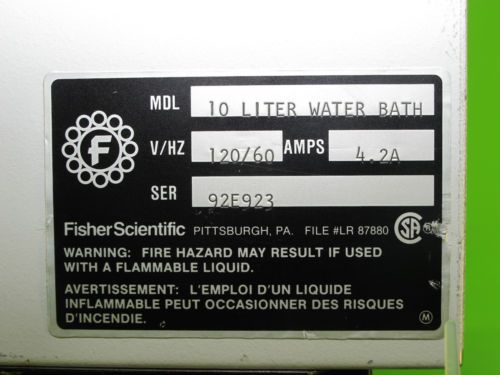 MDL 10 LITER WATER BATH
F
V/HZ 120/60 AMPS 4.2A
SER 92E923
FisherScientific PITTSBURGH, PA. FILE #LR 87880 SA
WARNING: FIRE HAZARD MAY RESULT IF USED
WITH A FLAMMABLE LIQUID.
AVERTISSEMENT: L'EMPLOI D'UN LIQUIDE
INFLAMMABLE PEUT OCCASIONNER DES RISQUES
D'INCENDIE.
M